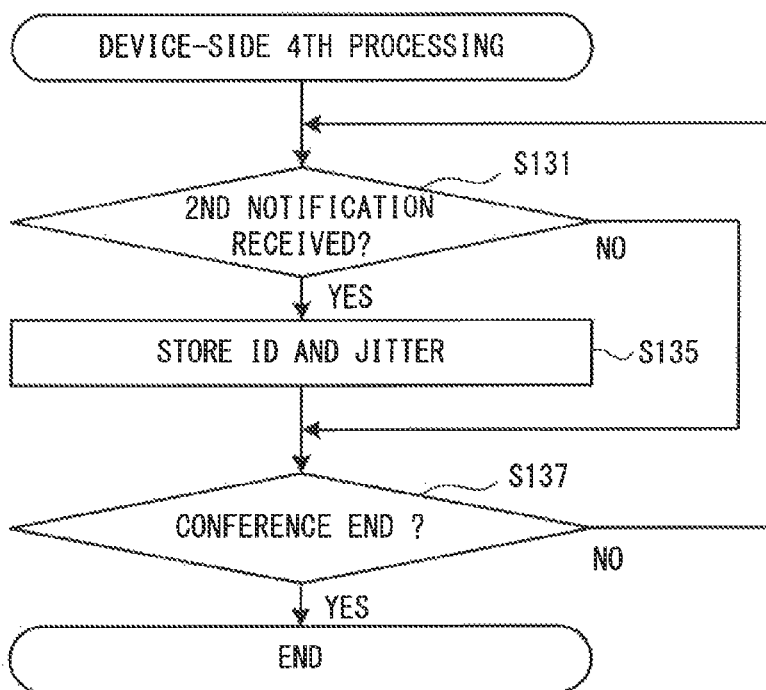 DEVICE-SIDE 4TH PROCESSING
S131
2ND NOTIFICATION
RECEIVED?
NO
YES
STORE ID AND JITTER
S135
S137
CONFERENCE END ?
NO
YES
END